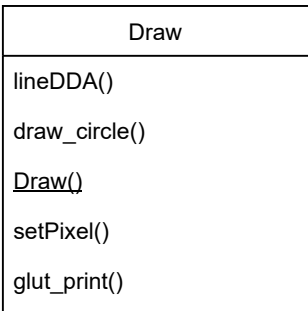 Draw
lineDDA()
draw_circle()
Draw()
setPixel()
glut_print()